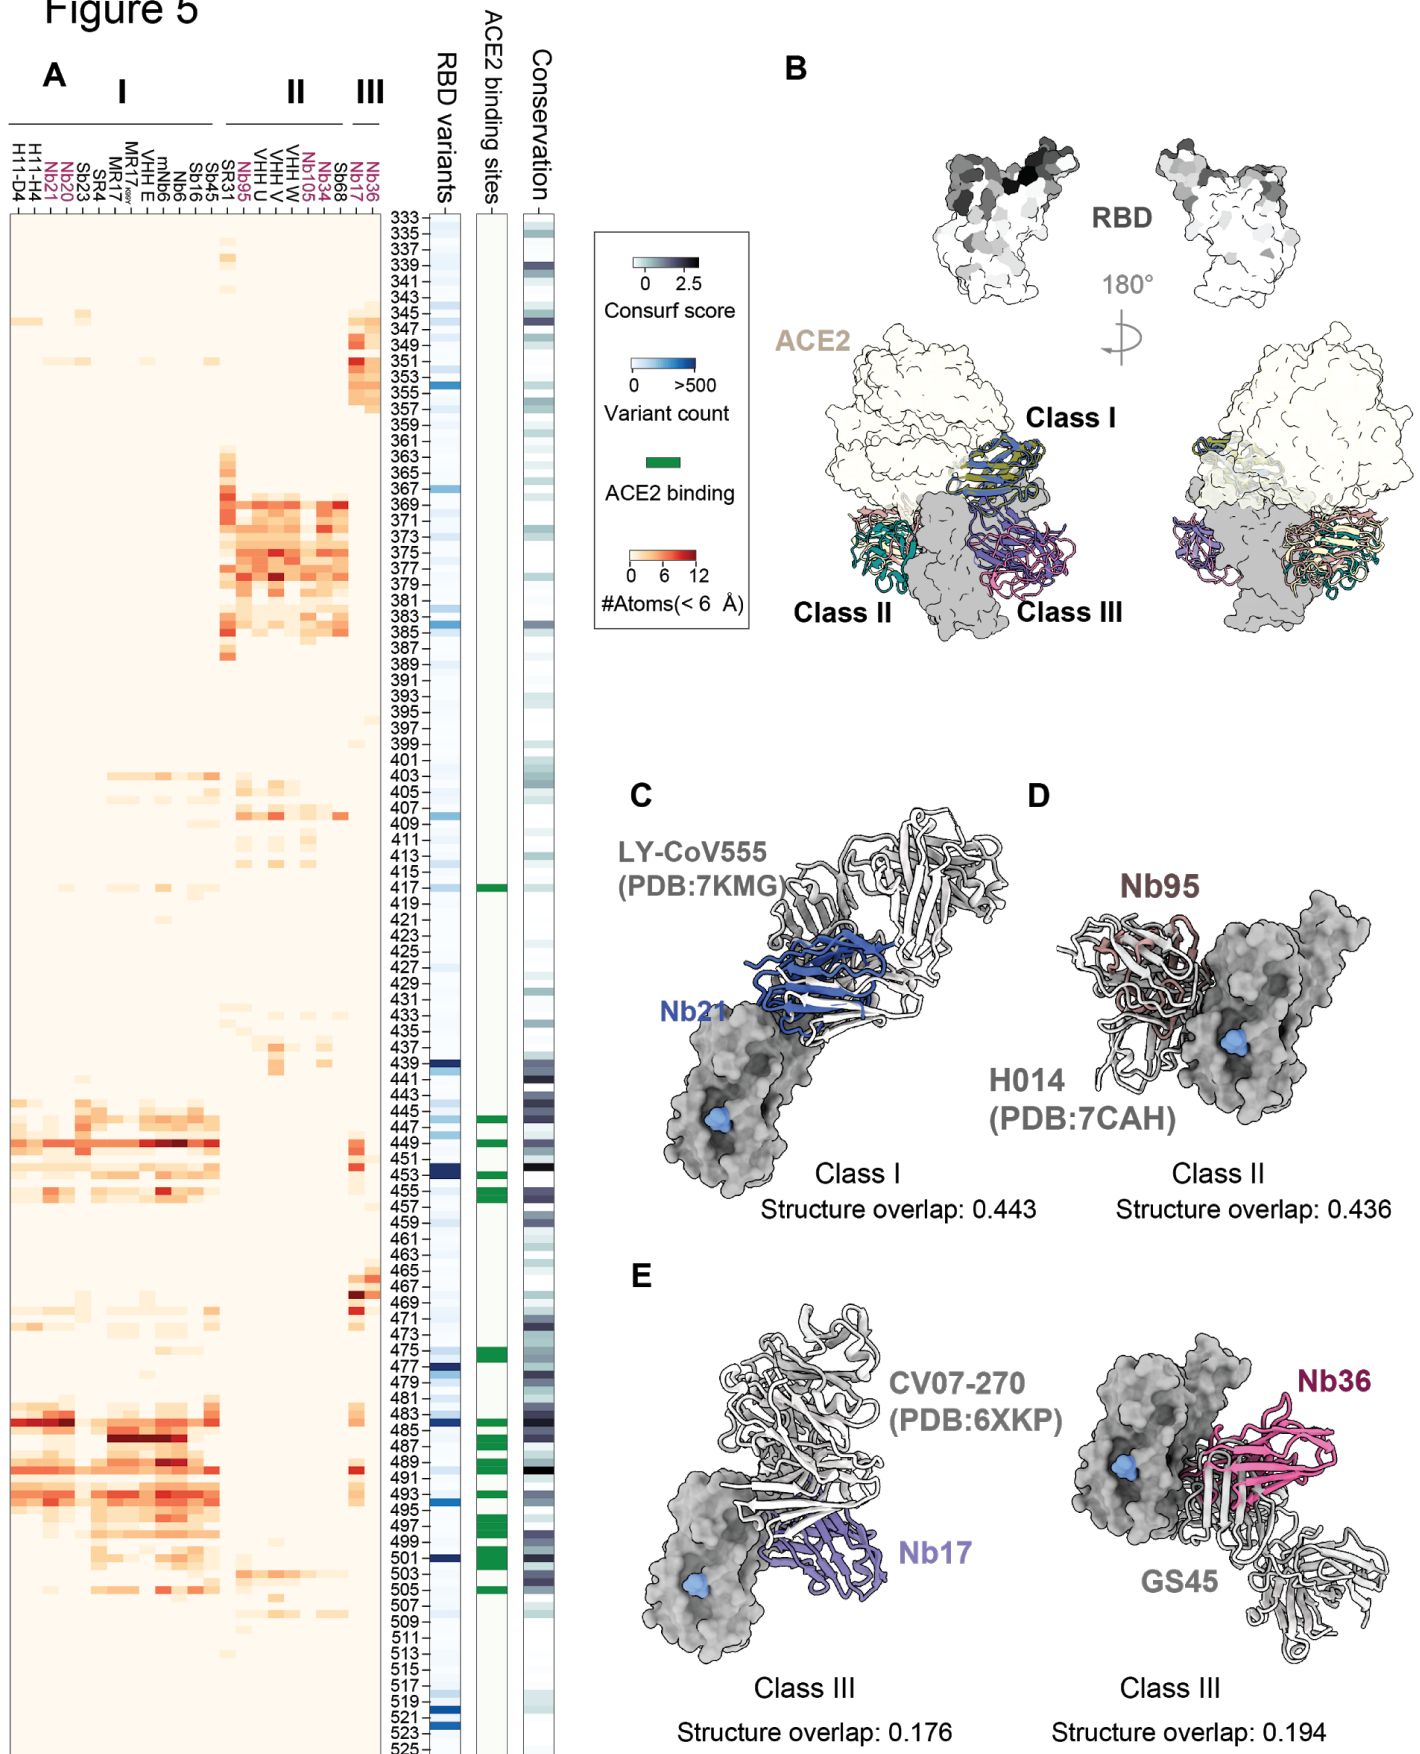 Figure 5
A
I
II
III
H11-D4
H11-H4
Nb21
Nb20
Sb23
SR4
MR17
MR17 K99Y
VHH E
mNb6
Nb6
Sb16
Sb45
SR31
Nb95
VHH U
VHH V
VHH W
Nb105
Nb34
Sb68
Nb17
Nb36
RBD variants
ACE2 binding sites
Conservation
333
335
337
339
341
343
345
347
349
351
353
355
357
359
361
363
365
367
369
371
373
375
377
379
381
383
385
387
389
391
393
395
397
399
401
403
405
407
409
411
413
415
417
419
421
423
425
427
429
431
433
435
437
439
441
443
445
447
449
451
453
455
457
459
461
463
465
467
469
471
473
475
477
479
481
483
485
487
489
491
493
495
497
499
501
503
505
507
509
511
513
515
517
519
521
523
525
0 2.5
Consurf score
0 >500
Variant count
ACE2 binding
0 6 12
#Atoms(< 6 Å)
B
RBD
180°
ACE2
Class I
Class II
Class III
C
LY-CoV555
(PDB:7KMG)
Nb21
Class I
Structure overlap: 0.443
D
Nb95
H014
(PDB:7CAH)
Class II
Structure overlap: 0.436
E
CV07-270
(PDB:6XKP)
Nb17
Class III
Structure overlap: 0.176
Nb36
GS45
Class III
Structure overlap: 0.194